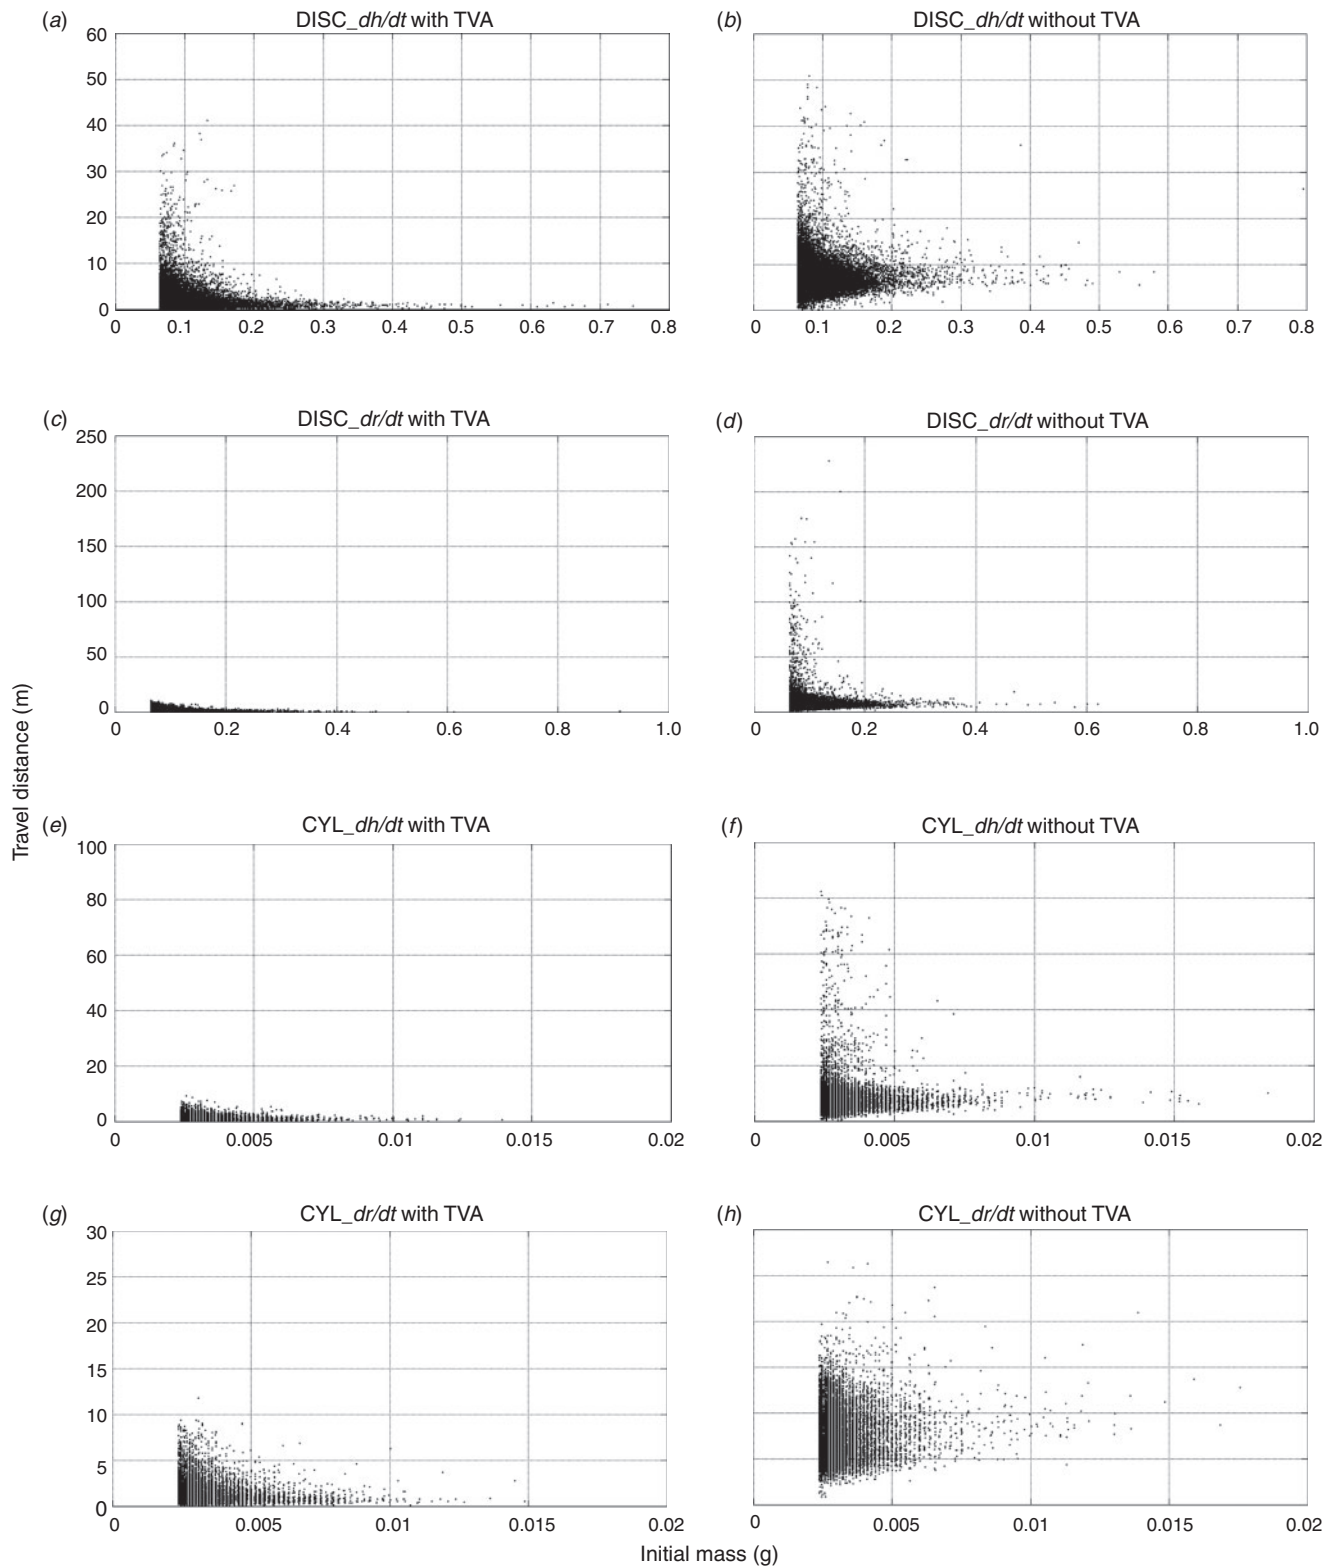 (a) DISC_dh/dt with TVA
60
50
40
30
20
10
0
0 0.1 0.2 0.3 0.4 0.5 0.6 0.7 0.8
(b) DISC_dh/dt without TVA
0 0.1 0.2 0.3 0.4 0.5 0.6 0.7 0.8
(c) DISC_dr/dt with TVA
250
200
150
100
50
0
0 0.2 0.4 0.6 0.8 1.0
(d) DISC_dr/dt without TVA
0 0.2 0.4 0.6 0.8 1.0
Travel distance (m)
(e) CYL_dh/dt with TVA
100
80
60
40
20
0
0 0.005 0.01 0.015 0.02
(f) CYL_dh/dt without TVA
0 0.005 0.01 0.015 0.02
(g) CYL_dr/dt with TVA
30
25
20
15
10
5
0
0 0.005 0.01 0.015 0.02
(h) CYL_dr/dt without TVA
0 0.005 0.01 0.015 0.02
Initial mass (g)